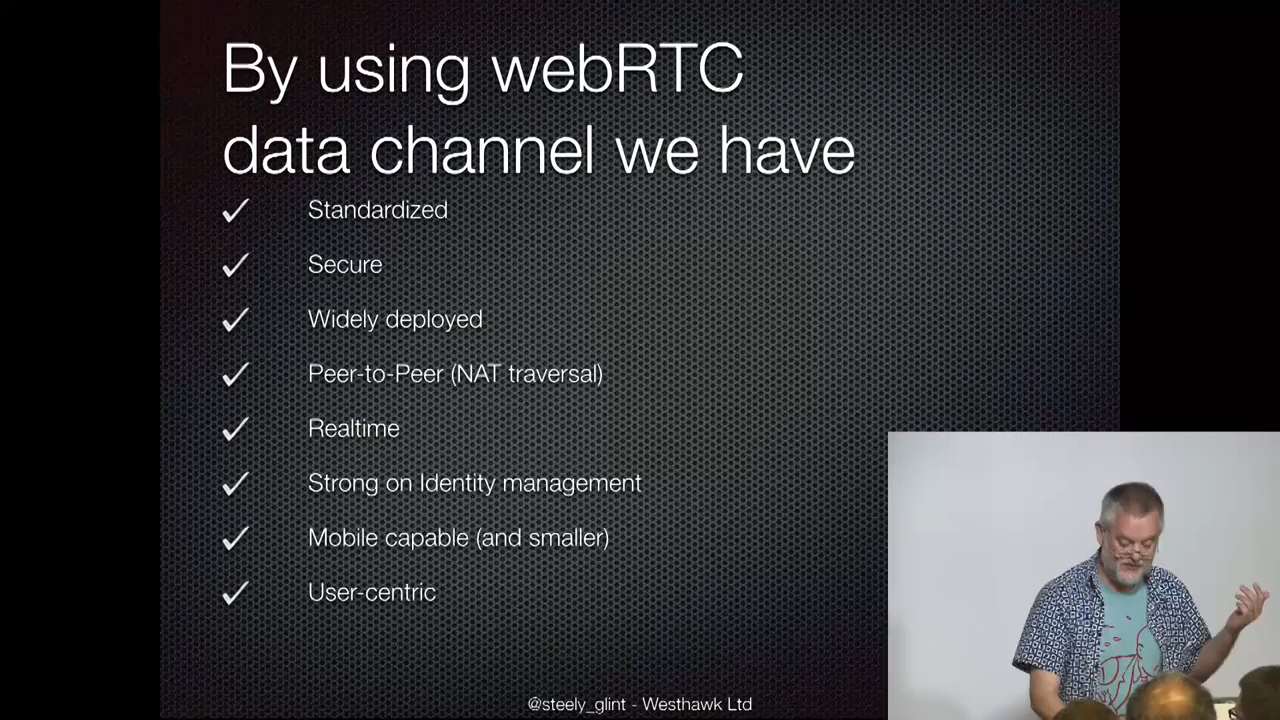 By using webRTC
data channel we have
✓ Standardized
✓ Secure
✓ Widely deployed
✓ Peer-to-Peer (NAT traversal)
✓ Realtime
✓ Strong on Identity management
✓ Mobile capable (and smaller)
✓ User-centric
@steely_glint - Westhawk Ltd